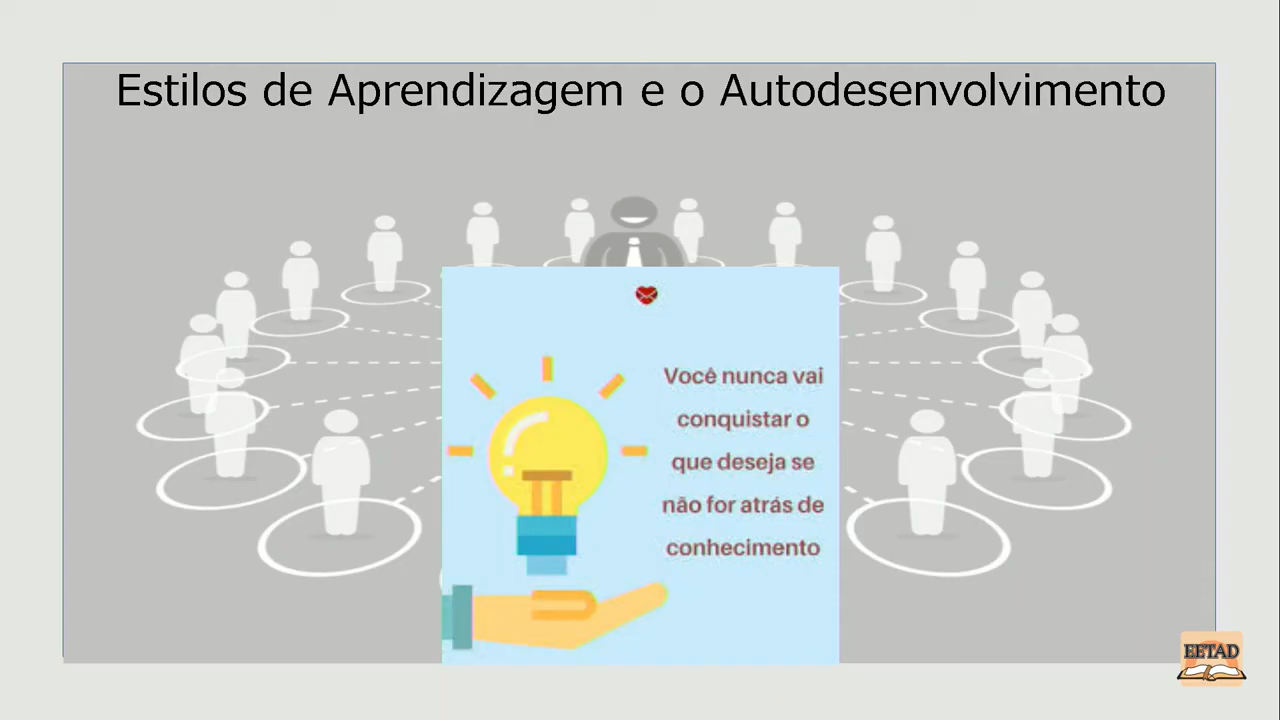 Estilos de Aprendizagem e o Autodesenvolvimento
Você nunca vai
conquistar o
que deseja se
não for atrás de
conhecimento
EETAD